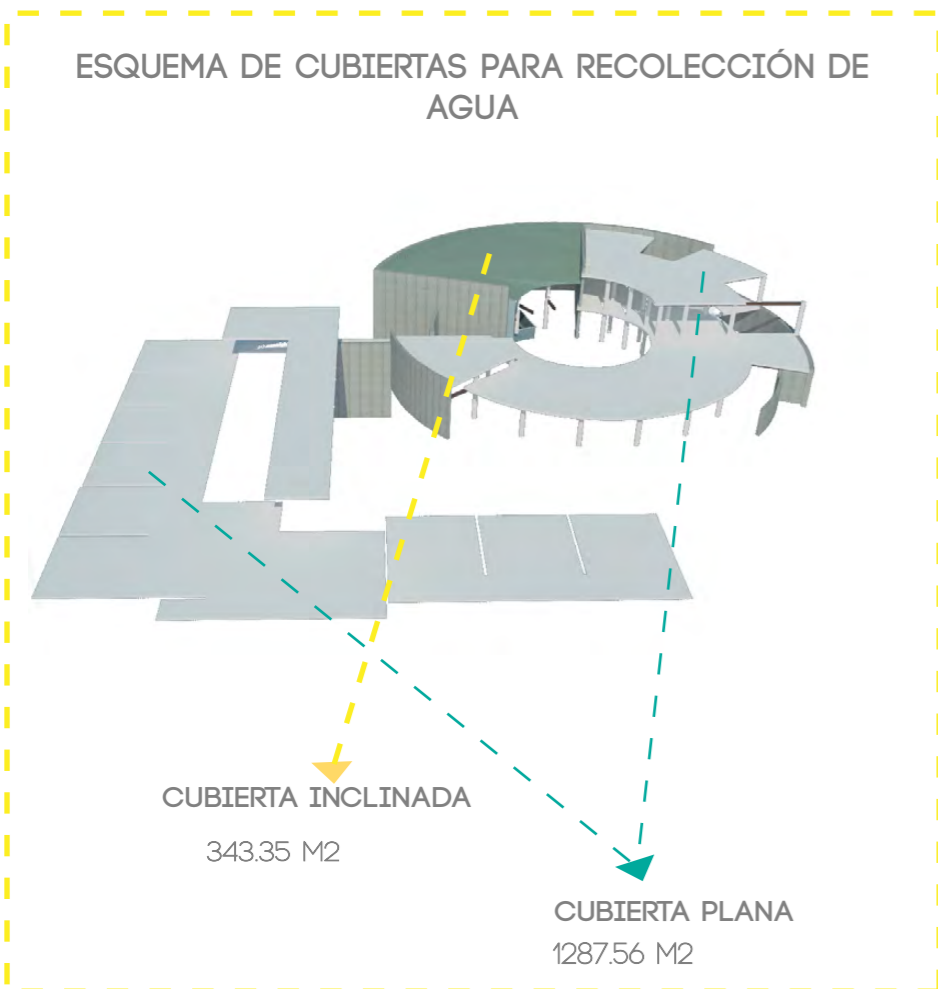 ESQUEMA DE CUBIERTAS PARA RECOLECCIÓN DE
AGUA
CUBIERTA INCLINADA
343.35 M2
CUBIERTA PLANA
1287.56 M2